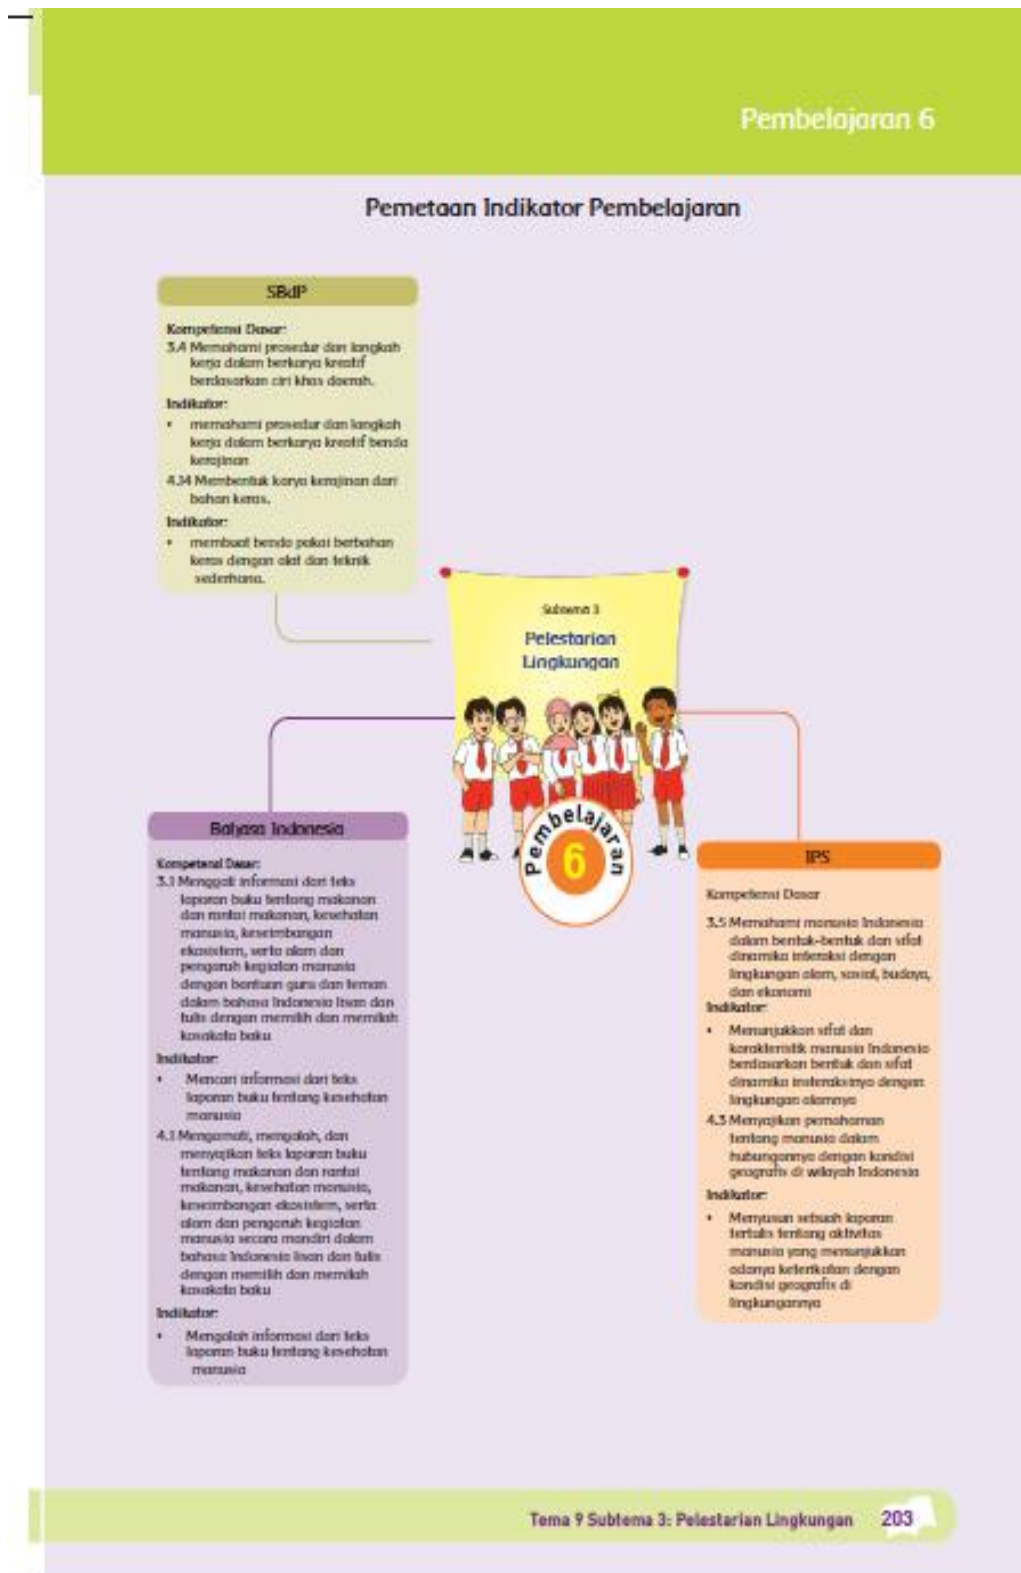 Pembelajaran 6
Pemetaan Indikator Pembelajaran
SBdP
Kompetensi Dasar:
3.4 Memahami prosedur dan langkah
kerja dalam berkarya kreatif
berdasarkan ciri khas daerah.
Indikator:
• memahami prosedur dan langkah
kerja dalam berkarya kreatif benda
kerajinan
4.14 Membentuk karya kerajinan dari
bahan keras.
Indikator:
• membuat benda pakai berbahan
keras dengan alat dan teknik
sederhana.
Subtema 3
Pelestarian
Lingkungan
Pembelajaran
6
Bahasa Indonesia
Kompetensi Dasar:
3.1 Menggali informasi dari teks
laporan buku tentang makanan
dan rantai makanan, kesehatan
manusia, keseimbangan
ekosistem, serta alam dan
pengaruh kegiatan manusia
dengan bantuan guru dan teman
dalam bahasa Indonesia lisan dan
tulis dengan memilih dan memilah
kosakata baku
Indikator:
• Mencari informasi dari teks
laporan buku tentang kesehatan
manusia
4.1 Mengamati, mengolah, dan
menyajikan teks laporan buku
tentang makanan dan rantai
makanan, kesehatan manusia,
keseimbangan ekosistem, serta
alam dan pengaruh kegiatan
manusia secara mandiri dalam
bahasa Indonesia lisan dan tulis
dengan memilih dan memilah
kosakata baku
Indikator:
• Mengolah informasi dari teks
laporan buku tentang kesehatan
manusia
IPS
Kompetensi Dasar
3.5 Memahami manusia Indonesia
dalam bentuk-bentuk dan sifat
dinamika interaksi dengan
lingkungan alam, sosial, budaya,
dan ekonomi
Indikator:
• Menunjukkan sifat dan
karakteristik manusia Indonesia
berdasarkan bentuk dan sifat
dinamika insteraksinya dengan
lingkungan alamnya
4.3 Menyajikan pemahaman
tentang manusia dalam
hubungannya dengan kondisi
geografis di wilayah Indonesia
Indikator:
• Menyusun sebuah laporan
tertulis tentang aktivitas
manusia yang menunjukkan
adanya keterikatan dengan
kondisi geografis di
lingkungannya
Tema 9 Subtema 3: Pelestarian Lingkungan 203